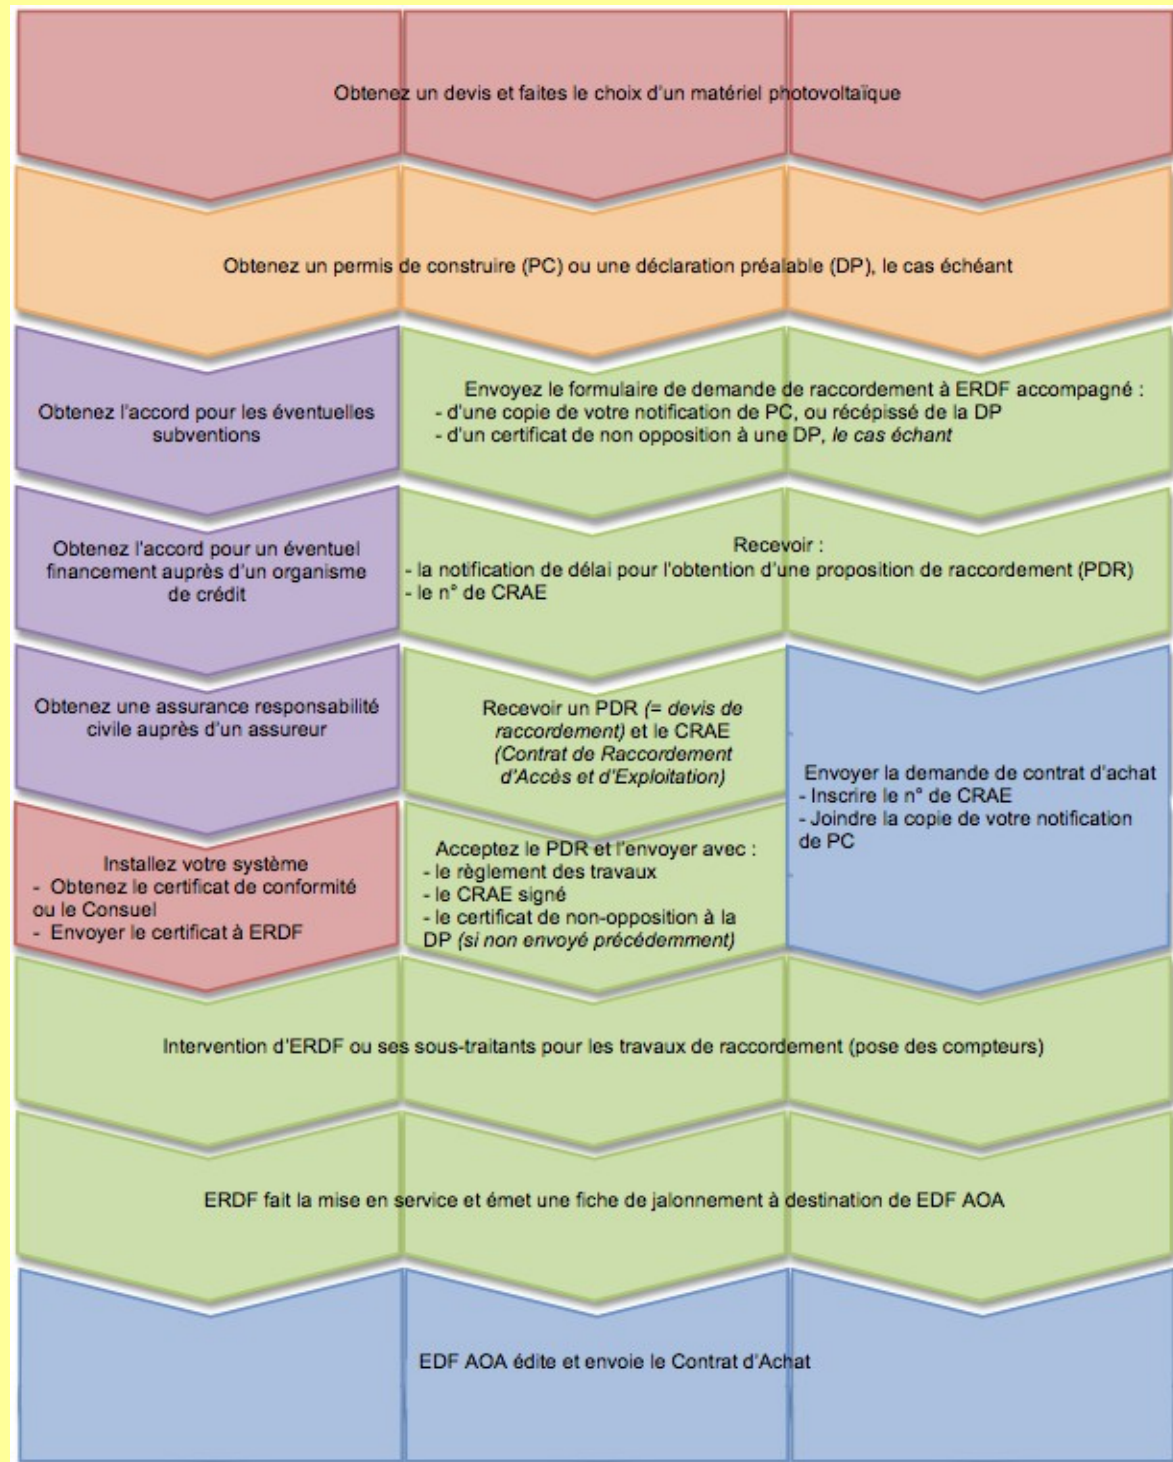 Obtenez un devis et faites le choix d'un matériel photovoltaïque
Obtenez un permis de construire (PC) ou une déclaration préalable (DP), le cas échéant
Obtenez l'accord pour les éventuelles
subventions
Envoyez le formulaire de demande de raccordement à ERDF accompagné :
- d'une copie de votre notification de PC, ou récépissé de la DP
- d'un certificat de non opposition à une DP, le cas échant
Obtenez l'accord pour un éventuel
financement auprès d'un organisme
de crédit
Recevoir :
- la notification de délai pour l'obtention d'une proposition de raccordement (PDR)
- le n° de CRAE
Obtenez une assurance responsabilité
civile auprès d'un assureur
Recevoir un PDR (= devis de
raccordement) et le CRAE
(Contrat de Raccordement
d'Accès et d'Exploitation)
Envoyer la demande de contrat d'achat
- Inscrire le n° de CRAE
- Joindre la copie de votre notification
de PC
Installez votre système
- Obtenez le certificat de conformité
ou le Consuel
- Envoyer le certificat à ERDF
Acceptez le PDR et l'envoyer avec :
- le règlement des travaux
- le CRAE signé
- le certificat de non-opposition à la
DP (si non envoyé précédemment)
Intervention d'ERDF ou ses sous-traitants pour les travaux de raccordement (pose des compteurs)
ERDF fait la mise en service et émet une fiche de jalonnement à destination de EDF AOA
EDF AOA édite et envoie le Contrat d'Achat